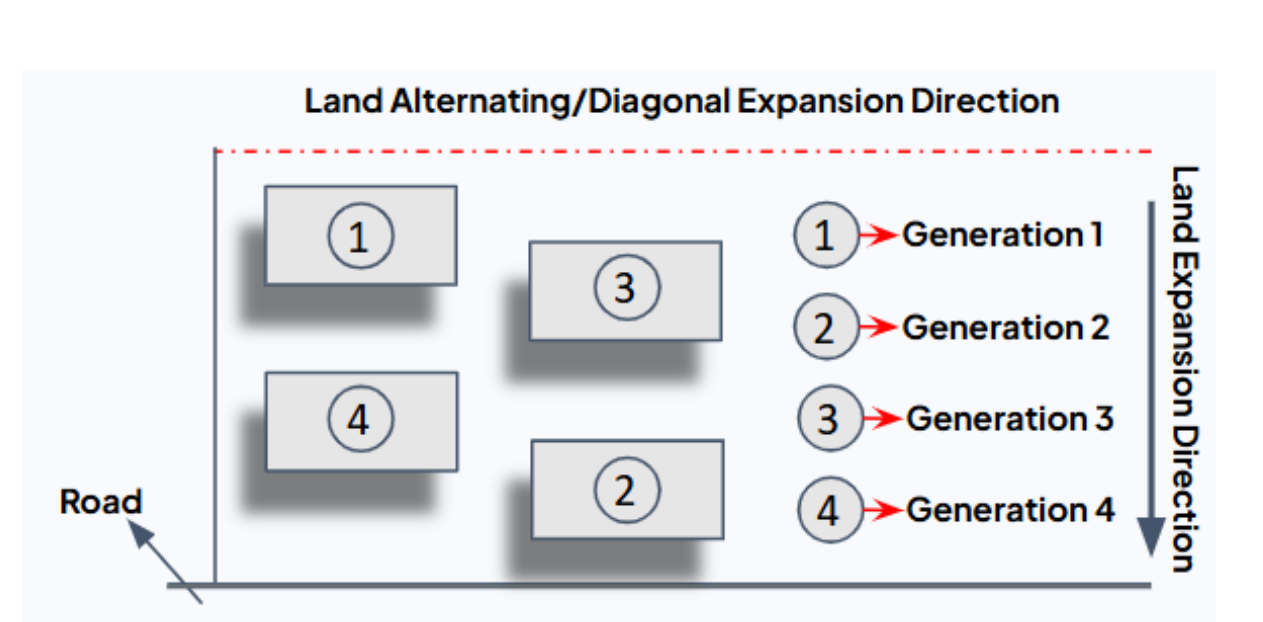 Land Alternating/Diagonal Expansion Direction
1
3
4
2
1 Generation 1
2 Generation 2
3 Generation 3
4 Generation 4
Land Expansion Direction
Road